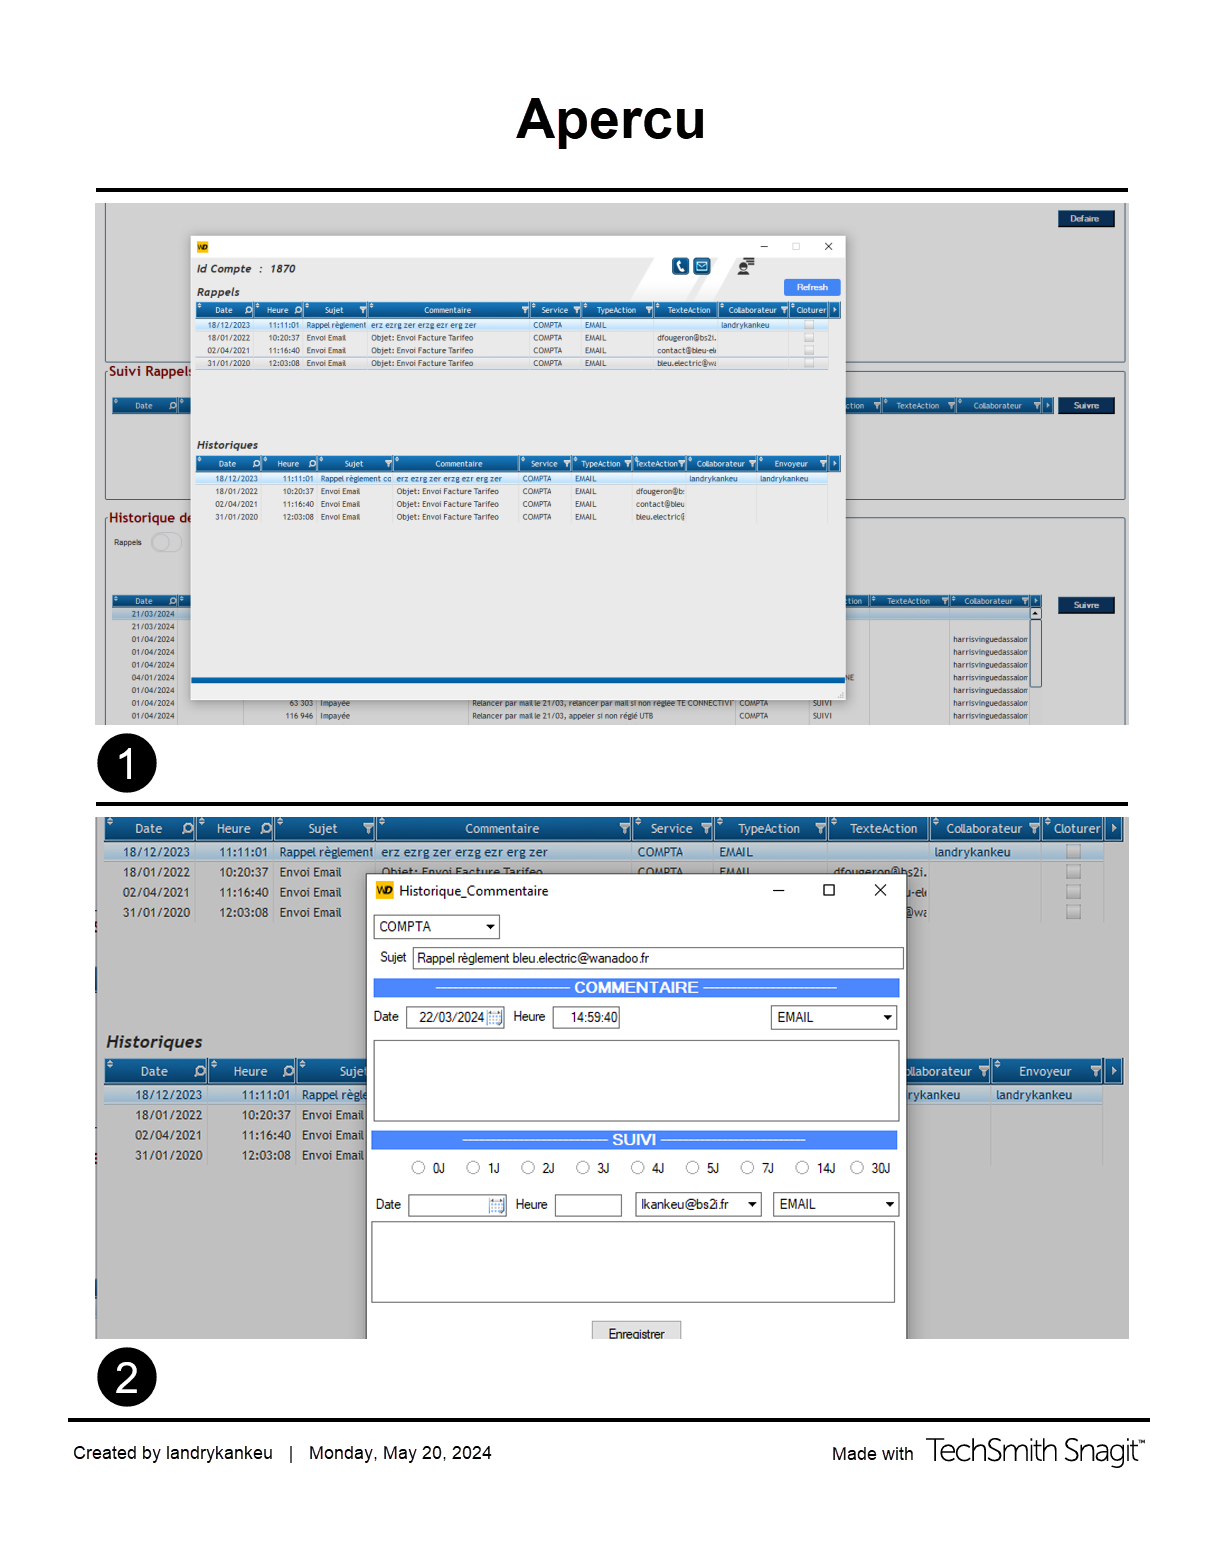 Apercu
Defaire
WD
Id Compte : 1870
Refresh
Rappels
Date Heure Sujet Commentaire Service TypeAction TexteAction Collaborateur Cloturer
18/12/2023 11:11:01 Rappel règlement erz ezrg zer erzg ezr erg zer COMPTA EMAIL landrykankeu
18/01/2022 10:20:37 Envoi Email Objet: Envoi Facture Tarifeo COMPTA EMAIL dfougeron@bs2i.
02/04/2021 11:16:40 Envoi Email Objet: Envoi Facture Tarifeo COMPTA EMAIL contact@bleu-el
31/01/2020 12:03:08 Envoi Email Objet: Envoi Facture Tarifeo COMPTA EMAIL bleu.electric@wa
Suivi Rappels
Date ction TexteAction Collaborateur Suivre
Historiques
Date Heure Sujet Commentaire Service TypeAction TexteAction Collaborateur Envoyeur
18/12/2023 11:11:01 Rappel règlement co erz ezrg zer erzg ezr erg zer COMPTA EMAIL landrykankeu landrykankeu
18/01/2022 10:20:37 Envoi Email Objet: Envoi Facture Tarifeo COMPTA EMAIL dfougeron@b
02/04/2021 11:16:40 Envoi Email Objet: Envoi Facture Tarifeo COMPTA EMAIL contact@bleu
31/01/2020 12:03:08 Envoi Email Objet: Envoi Facture Tarifeo COMPTA EMAIL bleu.electric@
Historique de
Rappels
Date ction TexteAction Collaborateur Suivre
21/03/2024
21/03/2024
01/04/2024 harrisvinguedassalom
01/04/2024 harrisvinguedassalom
01/04/2024 harrisvinguedassalom
04/01/2024 NE harrisvinguedassalom
01/04/2024 harrisvinguedassalom
01/04/2024 63 303 Impayée Relancer par mail le 21/03, relancer par mail si non réglée TE CONNECTIVI COMPTA SUIVI harrisvinguedassalom
01/04/2024 116 946 Impayée Relancer par mail le 21/03, appeler si non réglé UTB COMPTA SUIVI harrisvinguedassalom
1
Date Heure Sujet Commentaire Service TypeAction TexteAction Collaborateur Cloturer
18/12/2023 11:11:01 Rappel règlement erz ezrg zer erzg ezr erg zer COMPTA EMAIL landrykankeu
18/01/2022 10:20:37 Envoi Email Objet: Envoi Facture Tarifeo COMPTA EMAIL dfougeron@bs2i.
02/04/2021 11:16:40 Envoi Email u-el
31/01/2020 12:03:08 Envoi Email @wa
WD Historique_Commentaire
COMPTA
Sujet Rappel règlement bleu.electric@wanadoo.fr
COMMENTAIRE
Date 22/03/2024 Heure 14:59:40 EMAIL
Historiques
Date Heure Sujet ollaborateur Envoyeur
18/12/2023 11:11:01 Rappel règle rykankeu landrykankeu
18/01/2022 10:20:37 Envoi Email
02/04/2021 11:16:40 Envoi Email
31/01/2020 12:03:08 Envoi Email
SUIVI
0J 1J 2J 3J 4J 5J 7J 14J 30J
Date Heure lkankeu@bs2i.fr EMAIL
Enregistrer
2
Created by landrykankeu | Monday, May 20, 2024
Made with TechSmith Snagit™